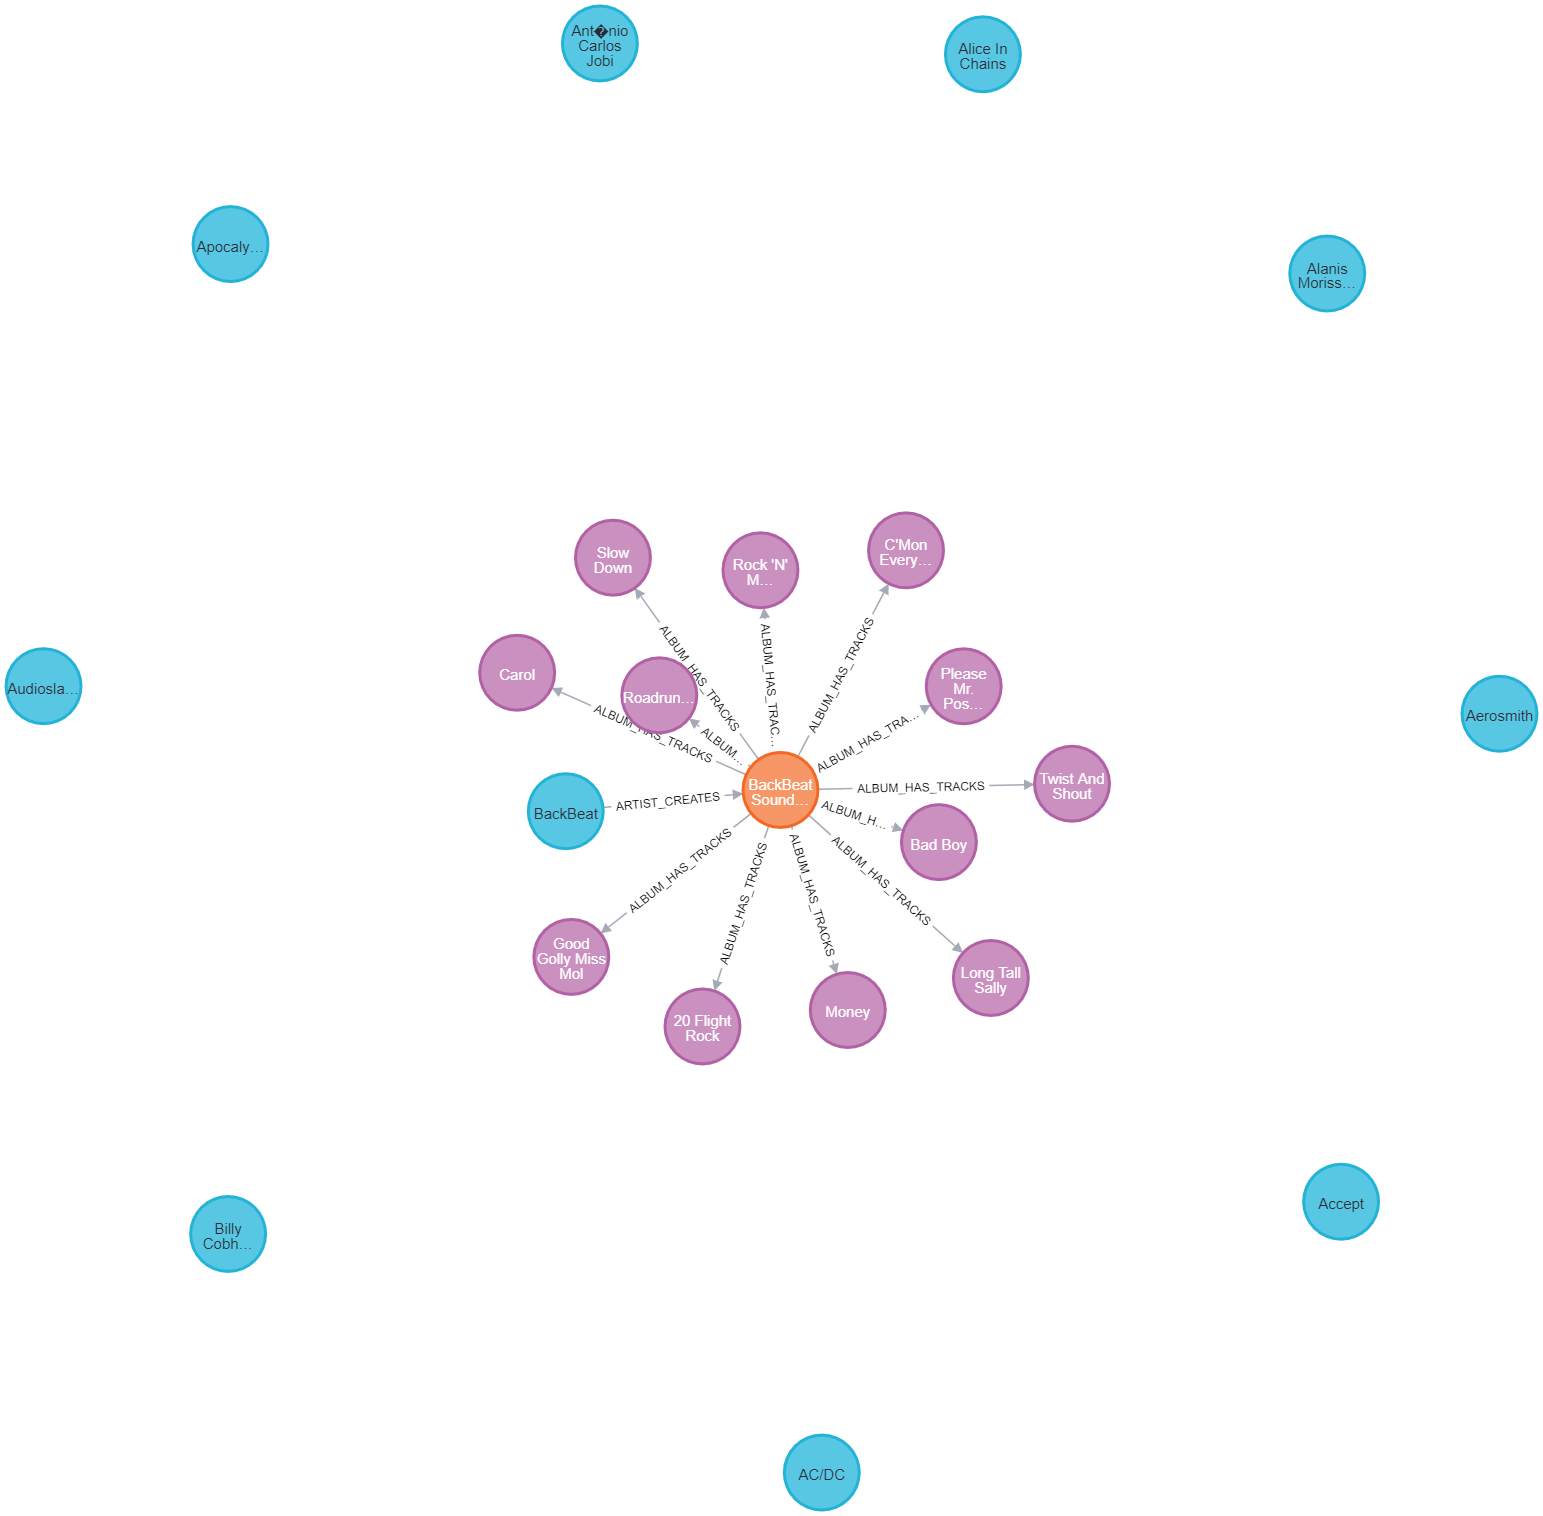 Ant�nio
Carlos
Jobi
Alice In
Chains
Apocaly…
Alanis
Moriss…
Slow
Down
Rock 'N'
M…
C'Mon
Every…
ALBUM_HAS_TRACKS
ALBUM_HAS_TRAC…
ALBUM_HAS_TRACKS
Carol
Roadrun…
Please
Mr.
Pos…
Audiosla…
Aerosmith
ALBUM_HAS_TRACKS
ALBUM…
ALBUM_HAS_TRA…
BackBeat
Sound…
ALBUM_HAS_TRACKS
Twist And
Shout
BackBeat
ARTIST_CREATES
ALBUM_H…
Bad Boy
ALBUM_HAS_TRACKS
ALBUM_HAS_TRACKS
ALBUM_HAS_TRACKS
ALBUM_HAS_TRACKS
Good
Golly Miss
Mol
20 Flight
Rock
Money
Long Tall
Sally
Billy
Cobh…
Accept
AC/DC